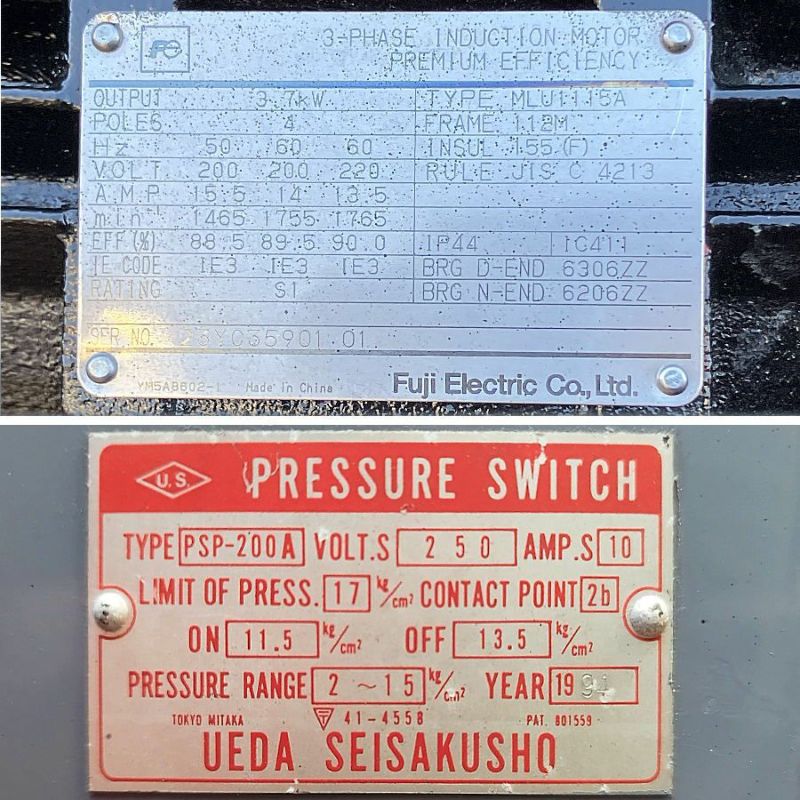 Fe
3-PHASE INDUCTION MOTOR
PREMIUM EFFICIENCY
OUTPUT 3.7kW TYPE MLU1115A
POLES 4 FRAME 112M
Hz 50 60 60 INSUL 155(F)
VOLT 200 200 220 RULE JIS C 4213
AMP 15.5 14 13.5
min⁻¹ 1465 1755 1765
EFF(%) 88.5 89.5 90.0 IP44 IC411
IE CODE IE3 IE3 IE3 BRG D-END 6306ZZ
RATING S1 BRG N-END 6206ZZ
SER.NO. 01
Made in China Fuji Electric Co., Ltd.
U.S. PRESSURE SWITCH
TYPE PSP-200A VOLT.S 250 AMP.S 10
LIMIT OF PRESS. 17 kg/cm² CONTACT POINT 2b
ON 11.5 kg/cm² OFF 13.5 kg/cm²
PRESSURE RANGE 2~15 kg/cm² YEAR 1994
TOKYO MITAKA 41-4558 PAT. 801559
UEDA SEISAKUSHO